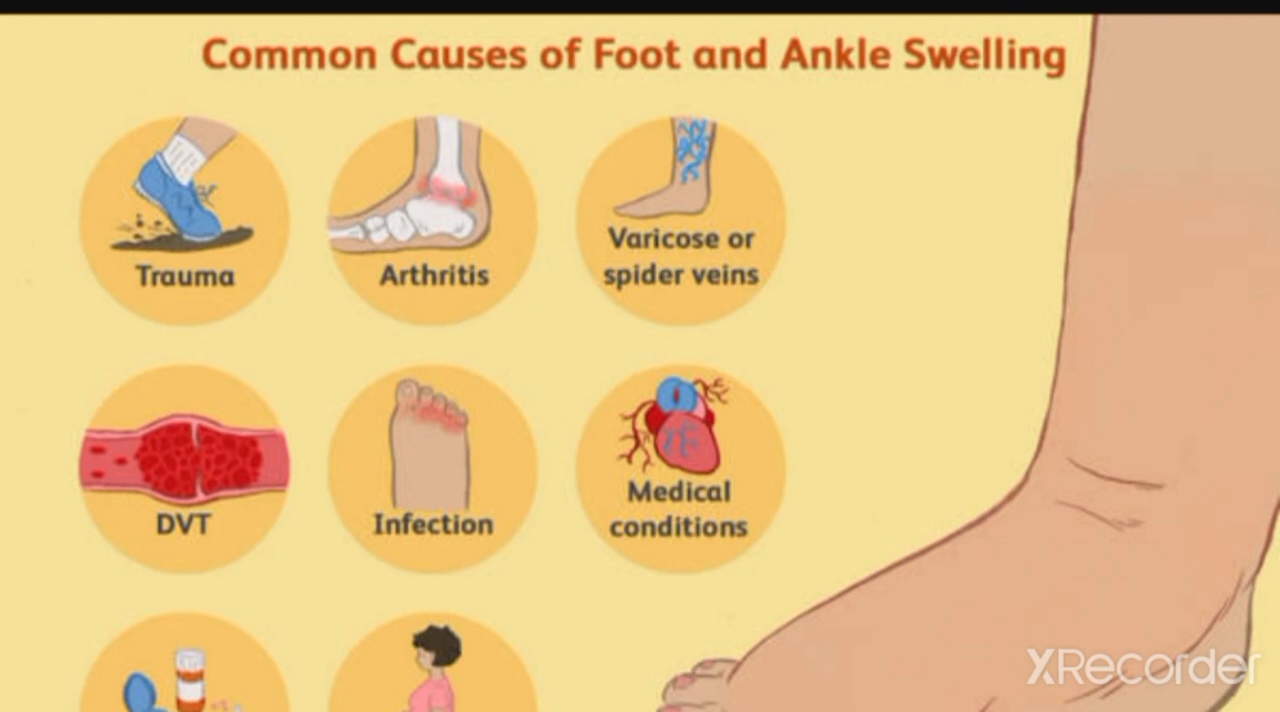 Common Causes of Foot and Ankle Swelling
Trauma
Arthritis
Varicose or
spider veins
DVT
Infection
Medical
conditions
XRecorder